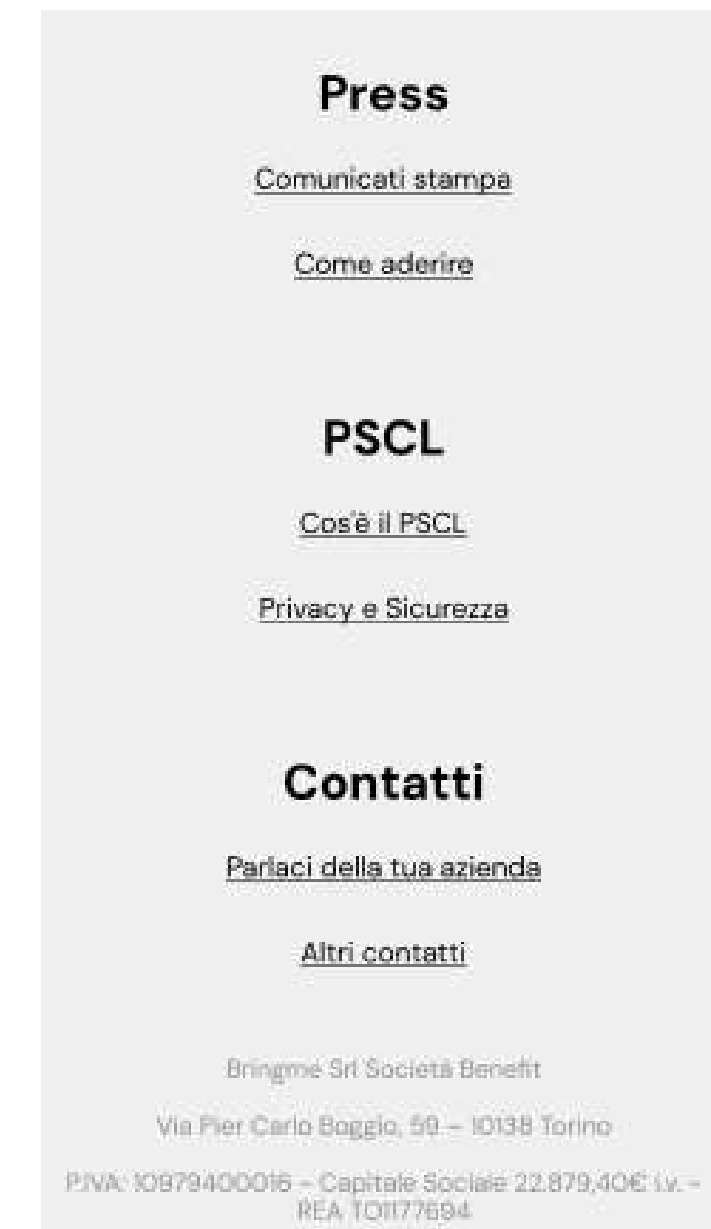 Press
Comunicati stampa
Come aderire
PSCL
Cos'è il PSCL
Privacy e Sicurezza
Contatti
Parlaci della tua azienda
Altri contatti
Bringme Srl Società Benefit
Via Pier Carlo Boggio, 59 – 10138 Torino
P.IVA: 10979400016 – Capitale Sociale 22.879,40€ i.v. –
REA TO1177694